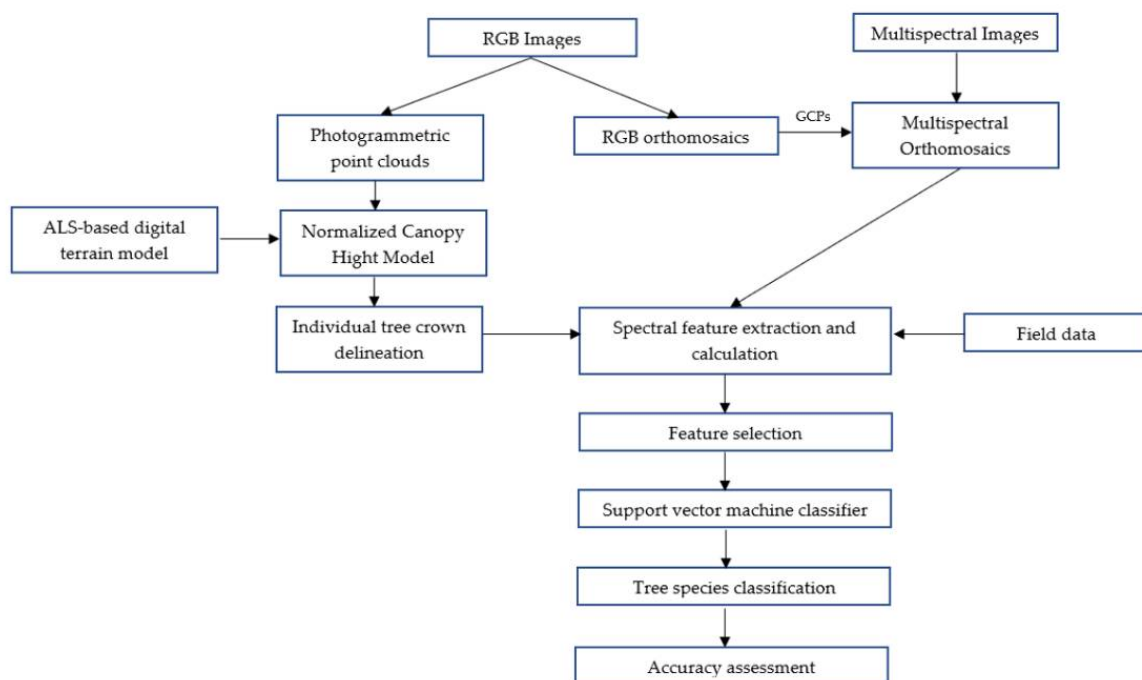 RGB Images
Multispectral Images
Photogrammetric
point clouds
RGB orthomosaics
GCPs
Multispectral
Orthomosaics
ALS-based digital
terrain model
Normalized Canopy
Hight Model
Individual tree crown
delineation
Spectral feature extraction and
calculation
Field data
Feature selection
Support vector machine classifier
Tree species classification
Accuracy assessment